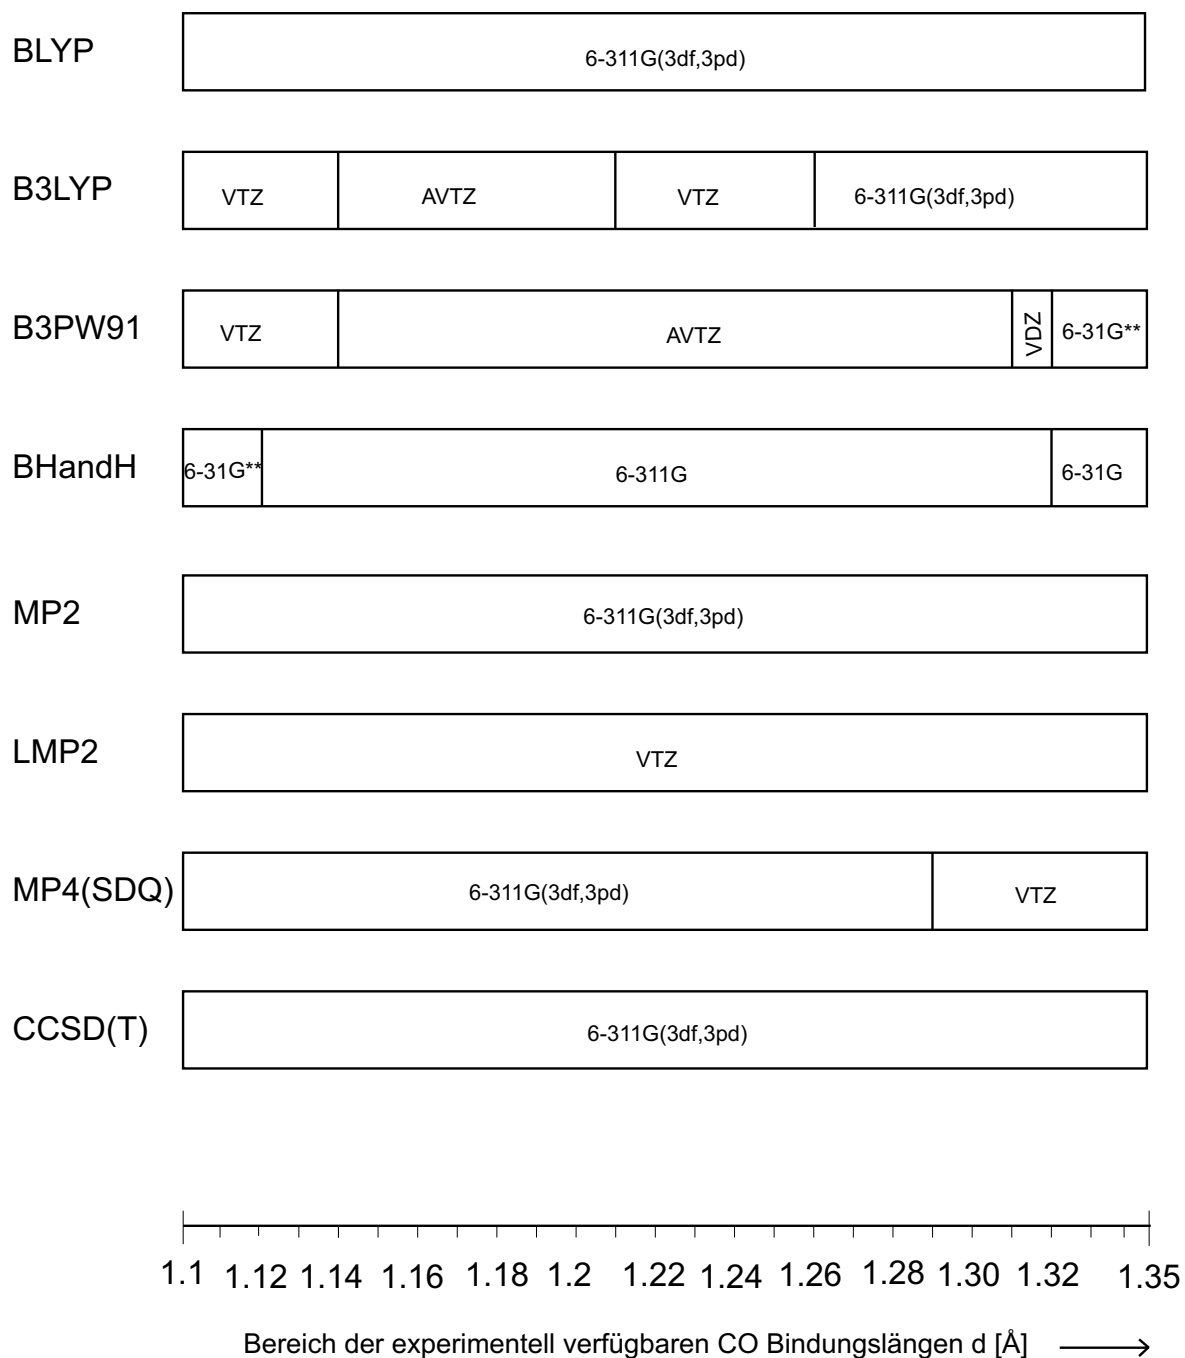 BLYP
6-311G(3df,3pd)
B3LYP
VTZ
AVTZ
VTZ
6-311G(3df,3pd)
B3PW91
VTZ
AVTZ
VDZ
6-31G**
BHandH
6-31G**
6-311G
6-31G
MP2
6-311G(3df,3pd)
LMP2
VTZ
MP4(SDQ)
6-311G(3df,3pd)
VTZ
CCSD(T)
6-311G(3df,3pd)
1.1 1.12 1.14 1.16 1.18 1.2 1.22 1.24 1.26 1.28 1.30 1.32 1.35
Bereich der experimentell verfügbaren CO Bindungslängen d [Å]